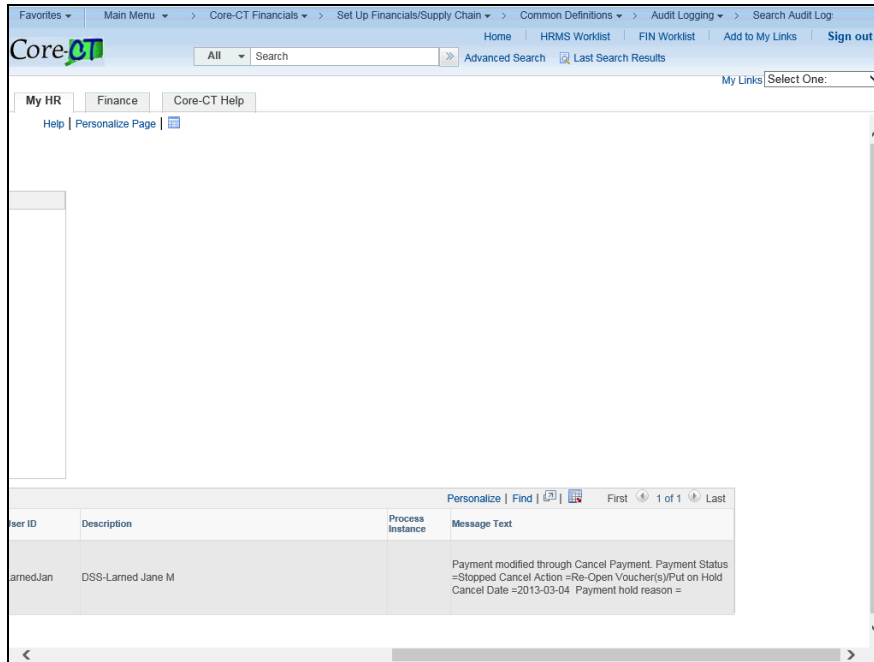 Favorites Main Menu > Core-CT Financials > Set Up Financials/Supply Chain > Common Definitions > Audit Logging > Search Audit Log
Home HRMS Worklist FIN Worklist Add to My Links Sign out
Core-CT
All Search » Advanced Search Last Search Results
My Links Select One:
My HR Finance Core-CT Help
Help | Personalize Page |
Personalize | Find | | First 1 of 1 Last
Jser ID Description Process Instance Message Text
arnedJan DSS-Larned Jane M
Payment modified through Cancel Payment. Payment Status
=Stopped Cancel Action =Re-Open Voucher(s)/Put on Hold
Cancel Date =2013-03-04 Payment hold reason =